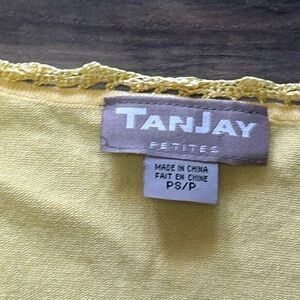 TANJAY
PETITES
MADE IN CHINA
FAIT EN CHINE
PS/P